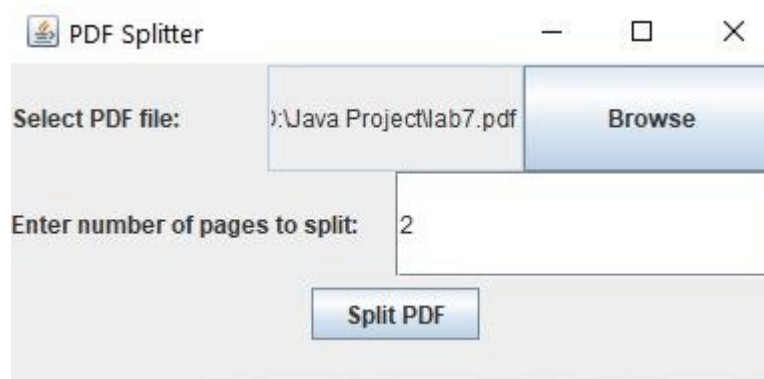 PDF Splitter
Select PDF file: D:\Java Project\lab7.pdf Browse
Enter number of pages to split: 2
Split PDF